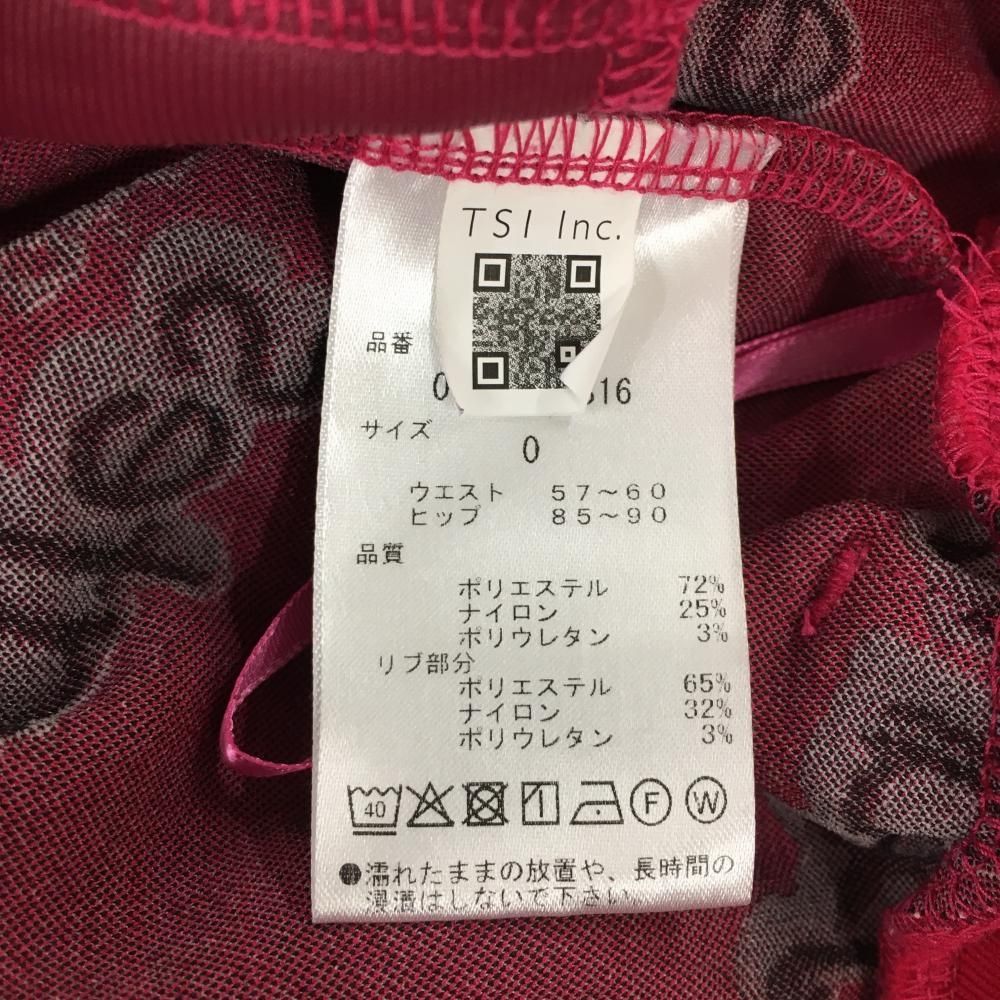 TSI Inc.
品番
0 316
サイズ
0
ウエスト 57～60
ヒップ 85～90
品質
ポリエステル 72%
ナイロン 25%
ポリウレタン 3%
リブ部分
ポリエステル 65%
ナイロン 32%
ポリウレタン 3%
40 F W
●濡れたままの放置や、長時間の
浸漬はしないで下さい。